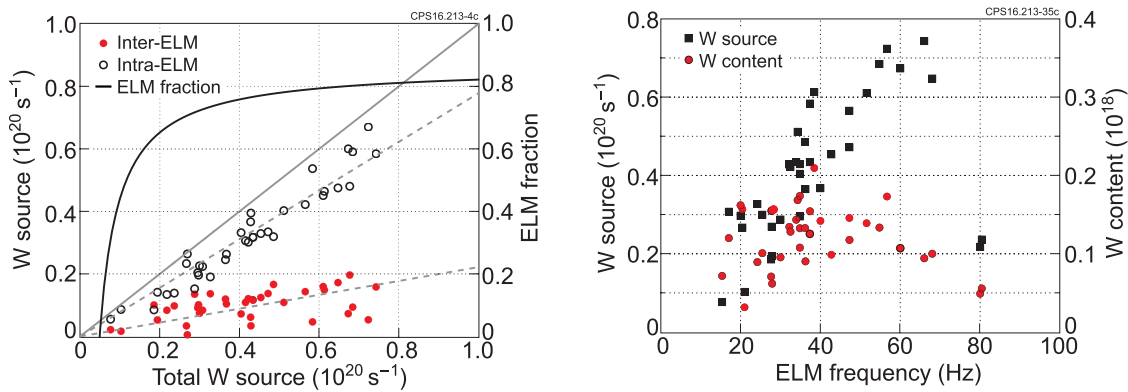 CPS16.213-4c
1.0
0.8
0.6
0.4
0.2
0
W source (10²⁰ s⁻¹)
Inter-ELM
Intra-ELM
ELM fraction
1.0
0.8
0.6
0.4
0.2
0.0
ELM fraction
0 0.2 0.4 0.6 0.8 1.0
Total W source (10²⁰ s⁻¹)
CPS16.213-35c
0.8
0.6
0.4
0.2
0
W source (10²⁰ s⁻¹)
W source
W content
0.4
0.3
0.2
0.1
0
W content (10¹⁸)
20 40 60 80 100
ELM frequency (Hz)